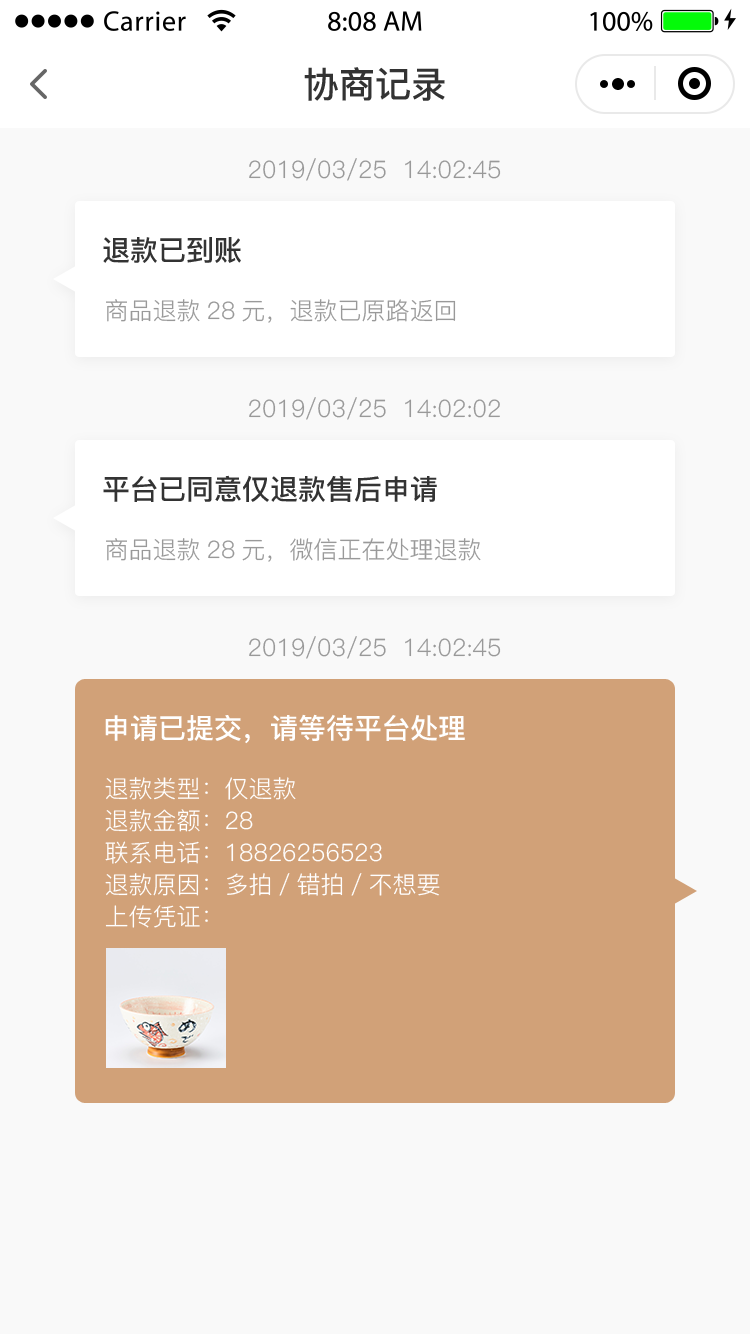 Carrier 8:08 AM 100%
协商记录
2019/03/25 14:02:45
退款已到账
商品退款 28 元，退款已原路返回
2019/03/25 14:02:02
平台已同意仅退款售后申请
商品退款 28 元，微信正在处理退款
2019/03/25 14:02:45
申请已提交，请等待平台处理
退款类型：仅退款
退款金额：28
联系电话：18826256523
退款原因：多拍 / 错拍 / 不想要
上传凭证：
め
で